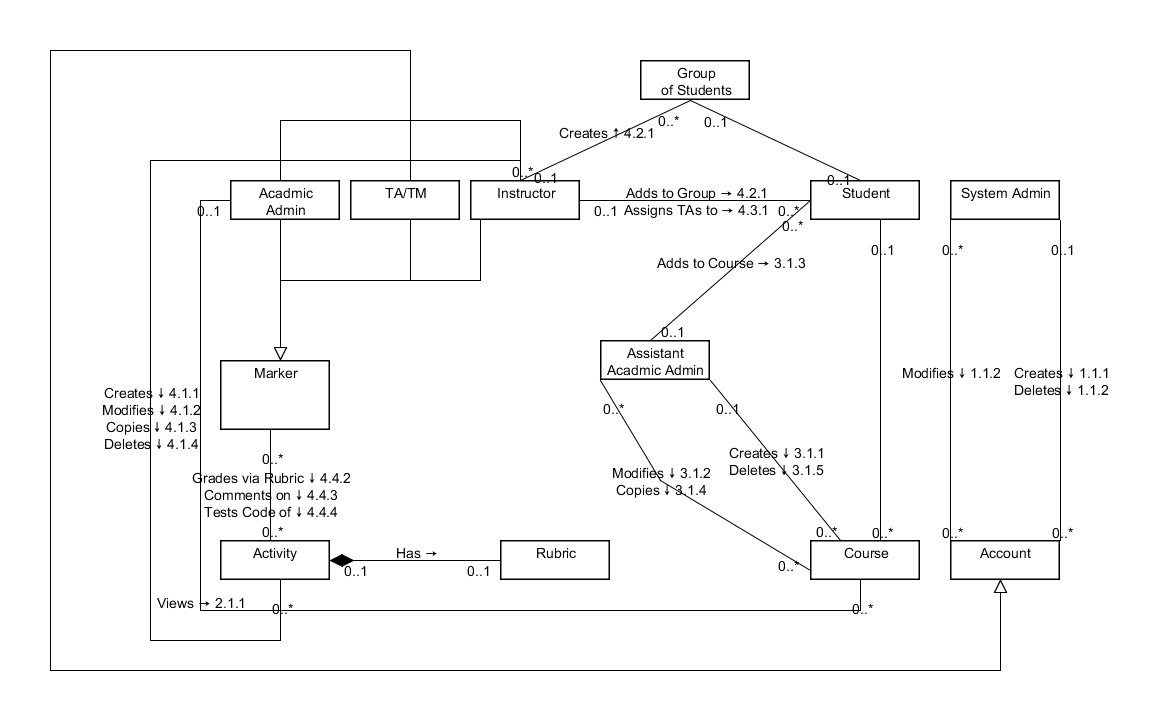 Group
of Students
0..*
0..1
Creates ↑ 4.2.1
0..*
0..1
0..1
Acadmic
Admin
TA/TM
Instructor
Student
System Admin
Adds to Group → 4.2.1
0..1
0..1
Assigns TAs to → 4.3.1
0..*
0..*
0..1
0..*
0..1
Adds to Course → 3.1.3
0..1
Assistant
Acadmic Admin
Marker
Modifies ↓ 1.1.2
Creates ↓ 1.1.1
Deletes ↓ 1.1.2
Creates ↓ 4.1.1
Modifies ↓ 4.1.2
Copies ↓ 4.1.3
Deletes ↓ 4.1.4
0..*
0..1
0..*
Creates ↓ 3.1.1
Deletes ↓ 3.1.5
Modifies ↓ 3.1.2
Copies ↓ 3.1.4
Grades via Rubric ↓ 4.4.2
Comments on ↓ 4.4.3
Tests Code of ↓ 4.4.4
0..*
0..*
0..*
0..*
0..*
Activity
Has →
Rubric
Course
Account
0..1
0..1
0..*
Views → 2.1.1
0..*
0..*